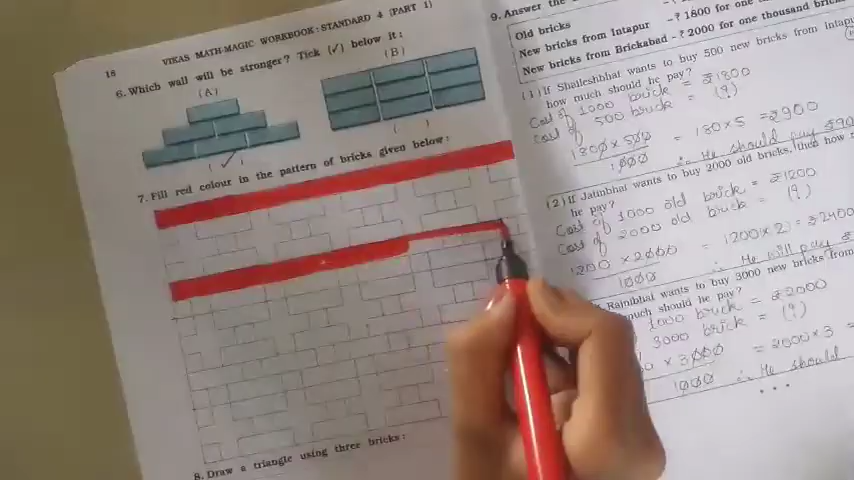 18
VIKAS MATH-MAGIC WORKBOOK : STANDARD 4 (PART 1)
6. Which wall will be stronger? Tick (✓) below it :
(A)
(B)
( ✓ )
( )
7. Fill red colour in the pattern of bricks given below :
8. Draw a triangle using three bricks :
9. Answer the
Old bricks
New bricks from Intapur - ₹ 1800 for one
New bricks from Brickabad - ₹ 2000 for one thousand bricks
(1) If Shaileshbhai wants to buy 500 new bricks from Intapur
how much should he pay?
Cost of 1000 brick = ₹1800
Cost of 500 brick = (?)
1800 × 500 = 180 × 5 = ₹900
1000
∴ He should pay ₹90
(2) If Jatinbhai wants to buy 2000 old bricks, then how
he pay?
Cost of 1000 old brick = ₹1200
Cost of 2000 old brick = (?)
1200 × 2000 = 1200 × 2 = ₹2400
1000
∴ He will pay
wants to buy 3000 new bricks from
much should he pay?
1000 brick = ₹2000
3000 brick = (?)
× 3000 = 2000 × 3
1000
∴ He should